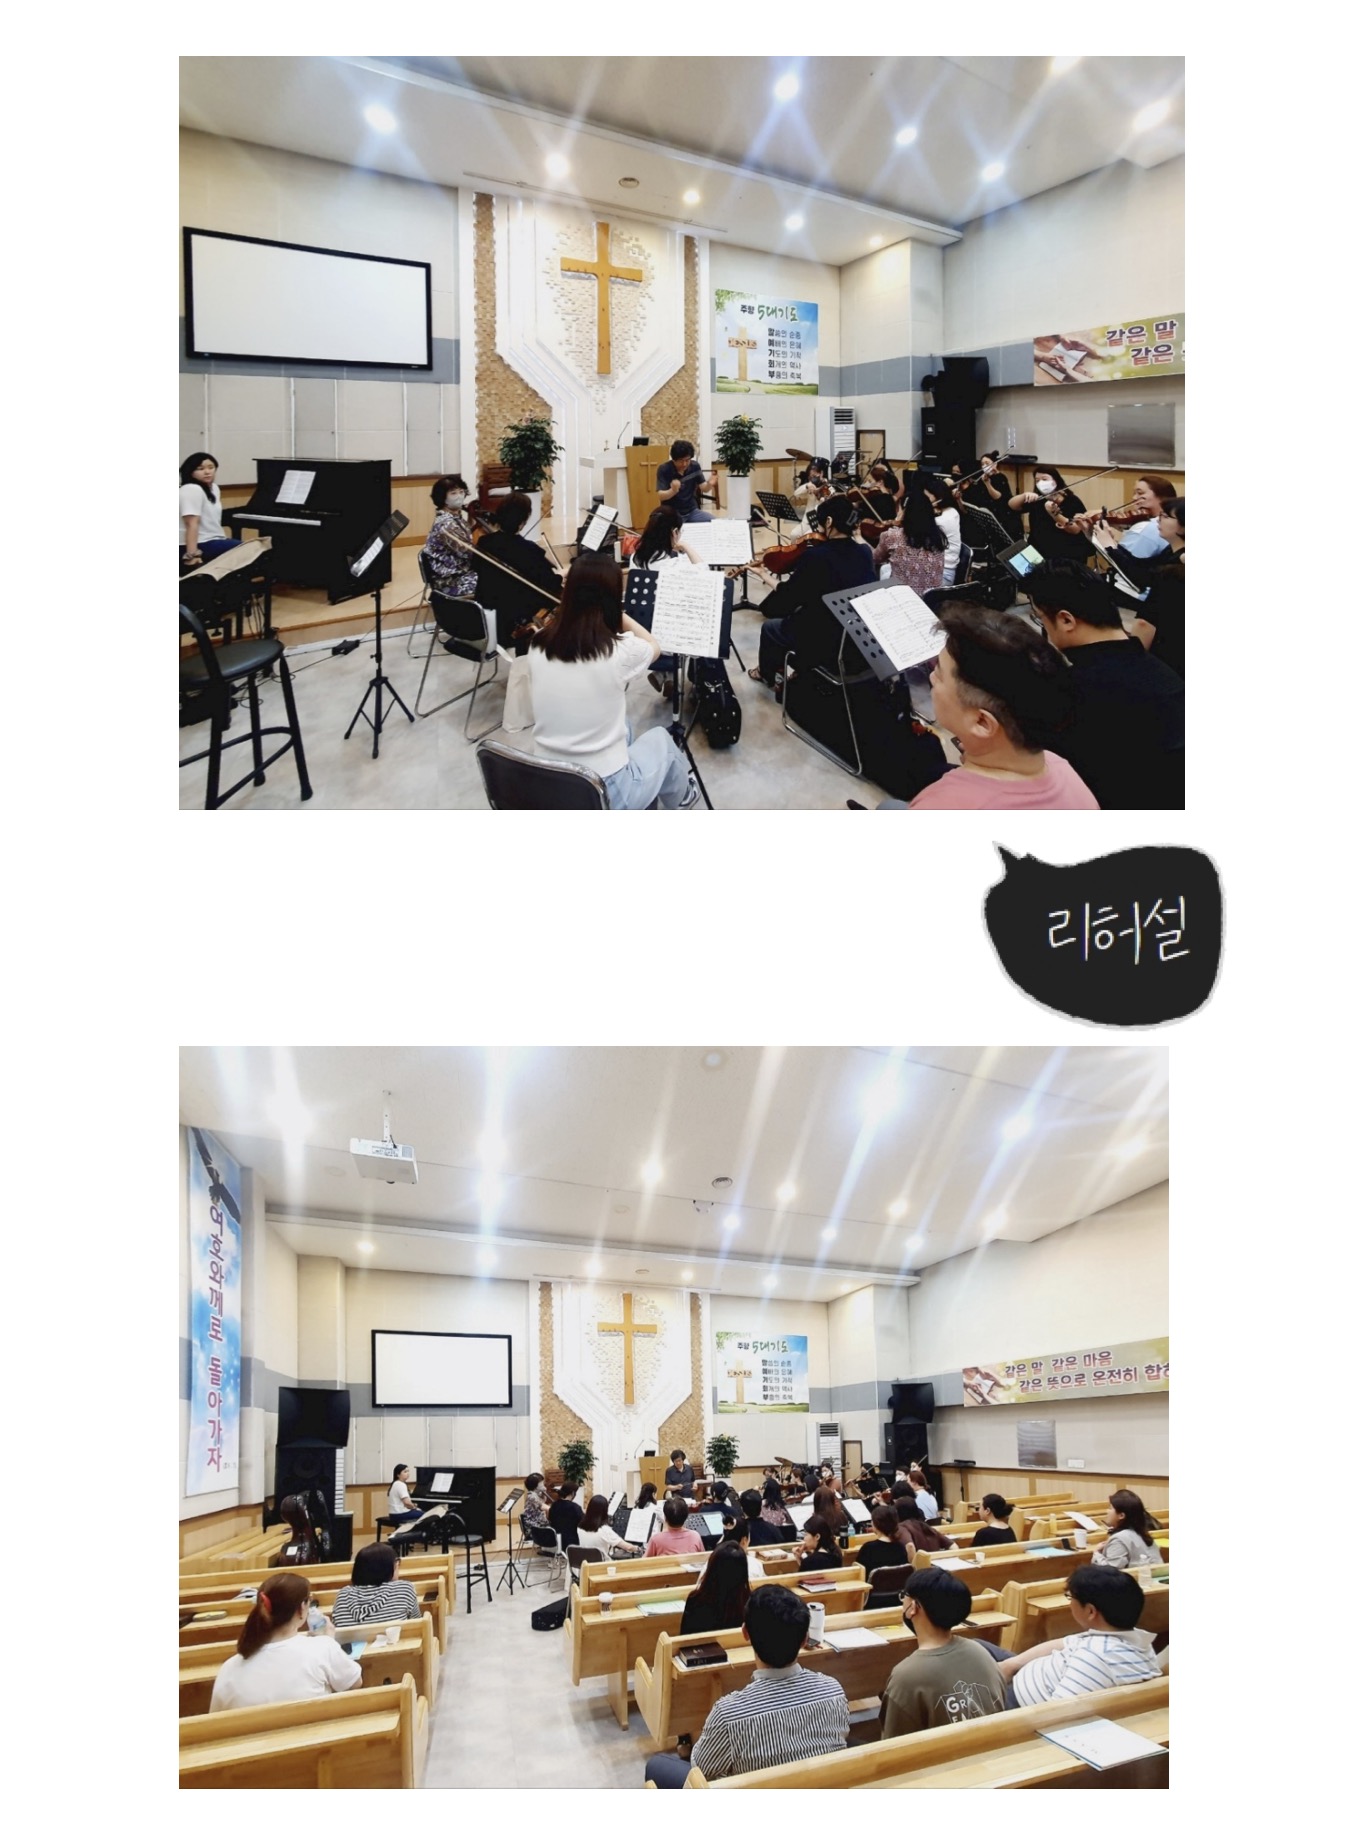 주향 5대기도
말씀의 순종
예배의 은혜
기도의 기적
회개의 역사
부흥의 축복
같은 말
같은
리허설
여호와께로 돌아가자
주향 5대기도
말씀의 순종
예배의 은혜
기도의 기적
회개의 역사
부흥의 축복
같은 말 같은 마음
같은 뜻으로 온전히 합하